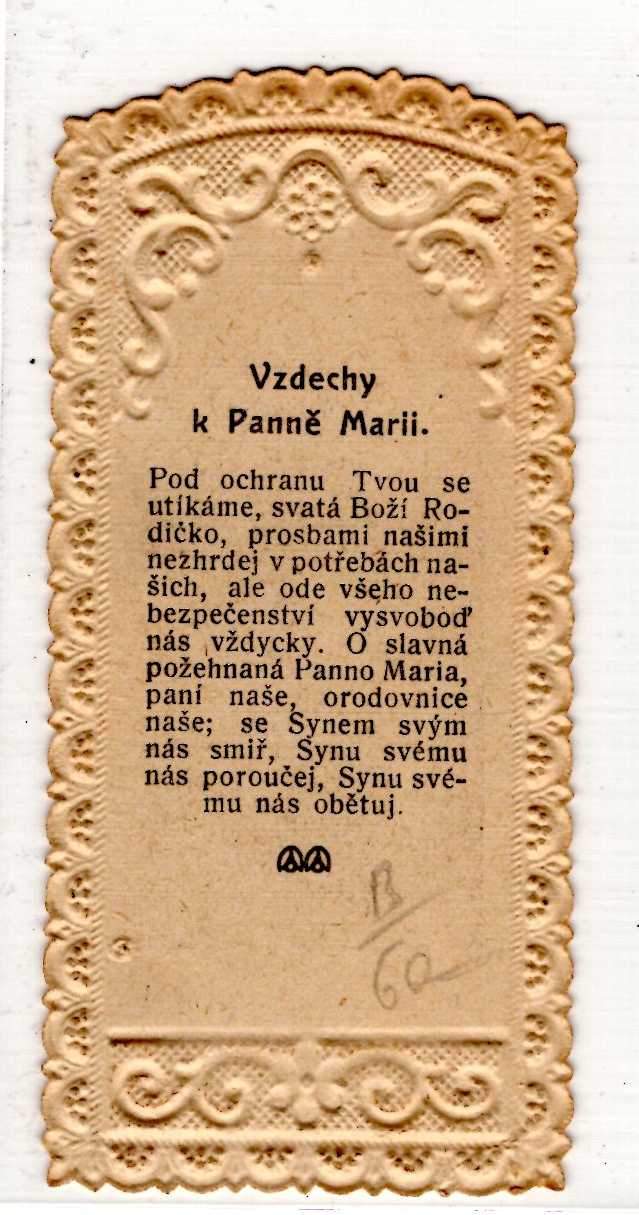 Vzdechy
k Panně Marii.
Pod ochranu Tvou se
utíkáme, svatá Boží Ro-
dičko, prosbami našimi
nezhrdej v potřebách na-
šich, ale ode všeho ne-
bezpečenství vysvoboď
nás vždycky. O slavná
požehnaná Panno Maria,
paní naše, orodovnice
naše; se Synem svým
nás smiř, Synu svému
nás poroučej, Synu své-
mu nás obětuj.
B